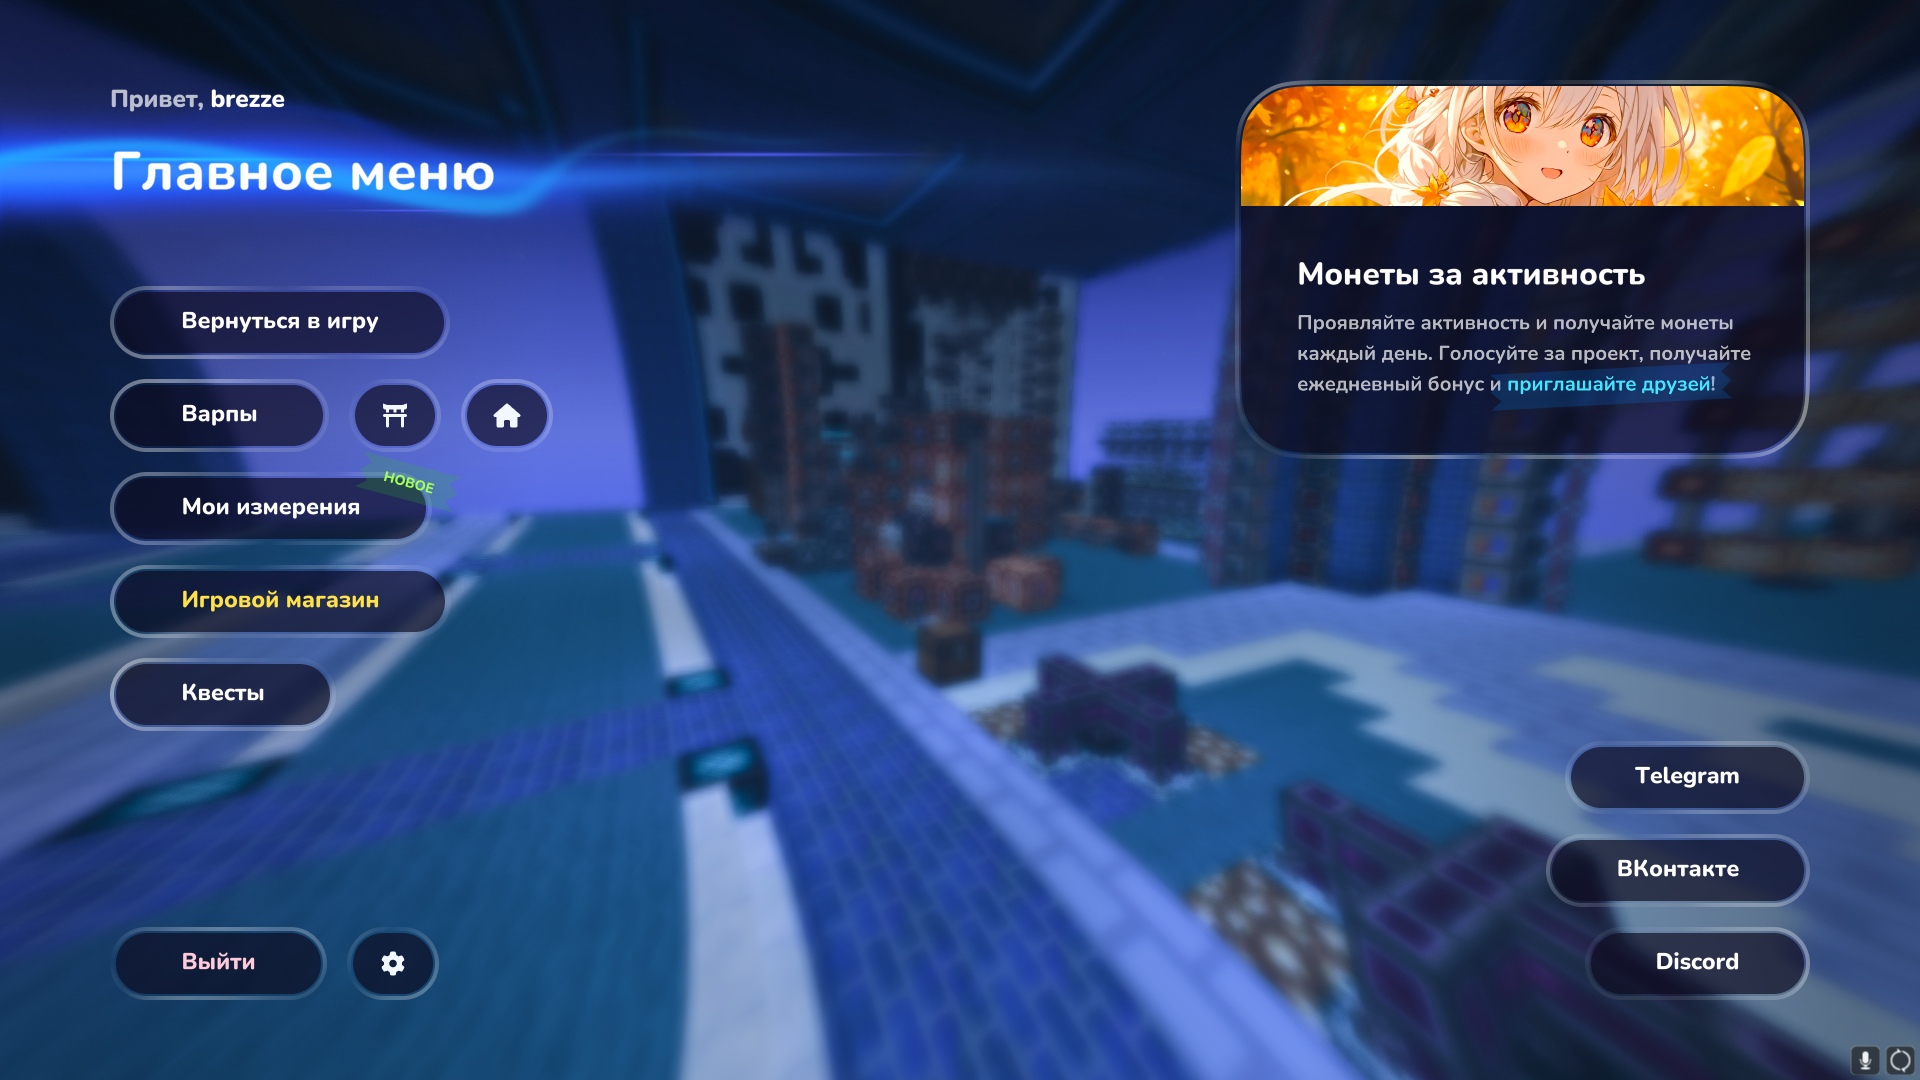 Привет, brezze
Главное меню
Вернуться в игру
Варпы
НОВОЕ
Мои измерения
Игровой магазин
Квесты
Выйти
Монеты за активность
Проявляйте активность и получайте монеты
каждый день. Голосуйте за проект, получайте
ежедневный бонус и приглашайте друзей!
Telegram
ВКонтакте
Discord